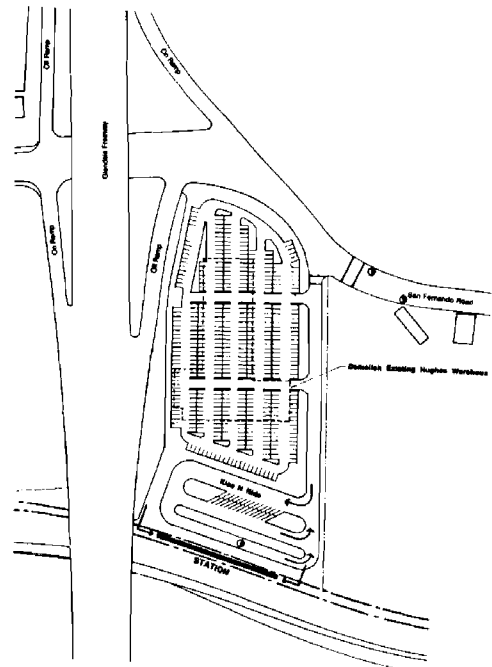 Off Ramp
On Ramp
Glendale Freeway
On Ramp
Off Ramp
San Fernando Road
Demolish Existing Hughes Warehouse
Kiss N Ride
STATION